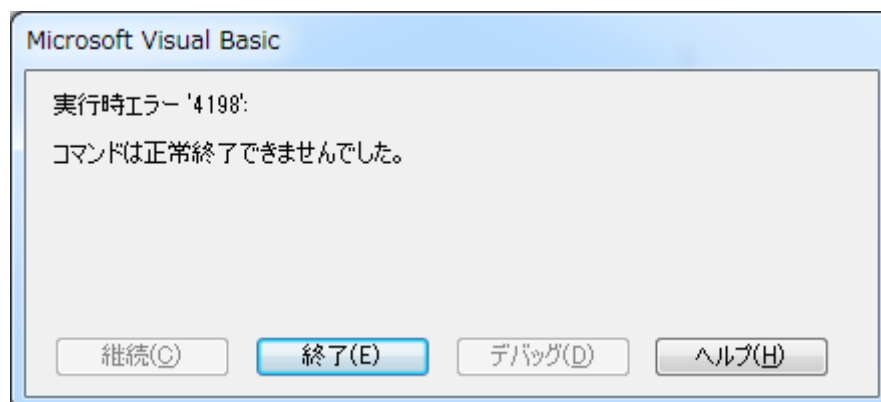 Microsoft Visual Basic
実行時エラー '4198':
コマンドは正常終了できませんでした。
継続(C)
終了(E)
デバッグ(D)
ヘルプ(H)